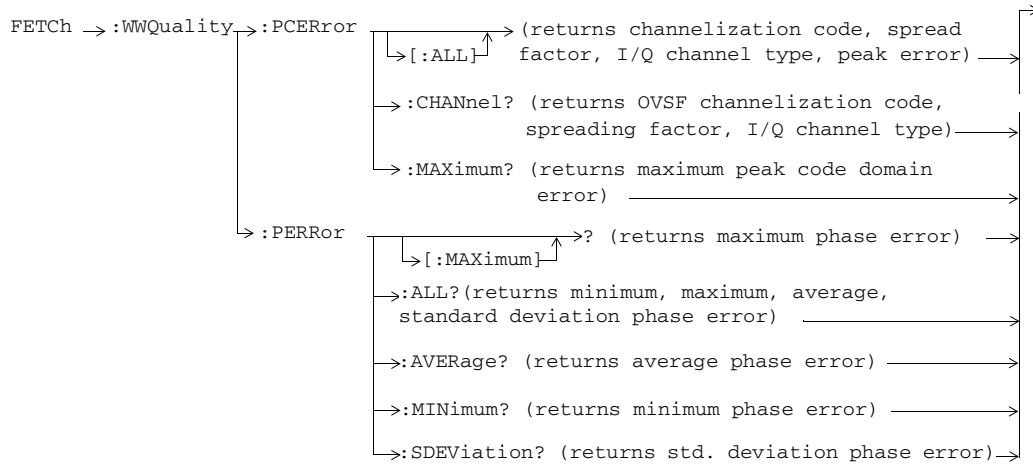 FETCh :WWQuality :PCERror (returns channelization code, spread
[:ALL] factor, I/Q channel type, peak error)
:CHANnel? (returns OVSF channelization code,
spreading factor, I/Q channel type)
:MAXimum? (returns maximum peak code domain
error)
:PERRor ? (returns maximum phase error)
[:MAXimum]
:ALL?(returns minimum, maximum, average,
standard deviation phase error)
:AVERage? (returns average phase error)
:MINimum? (returns minimum phase error)
:SDEViation? (returns std. deviation phase error)